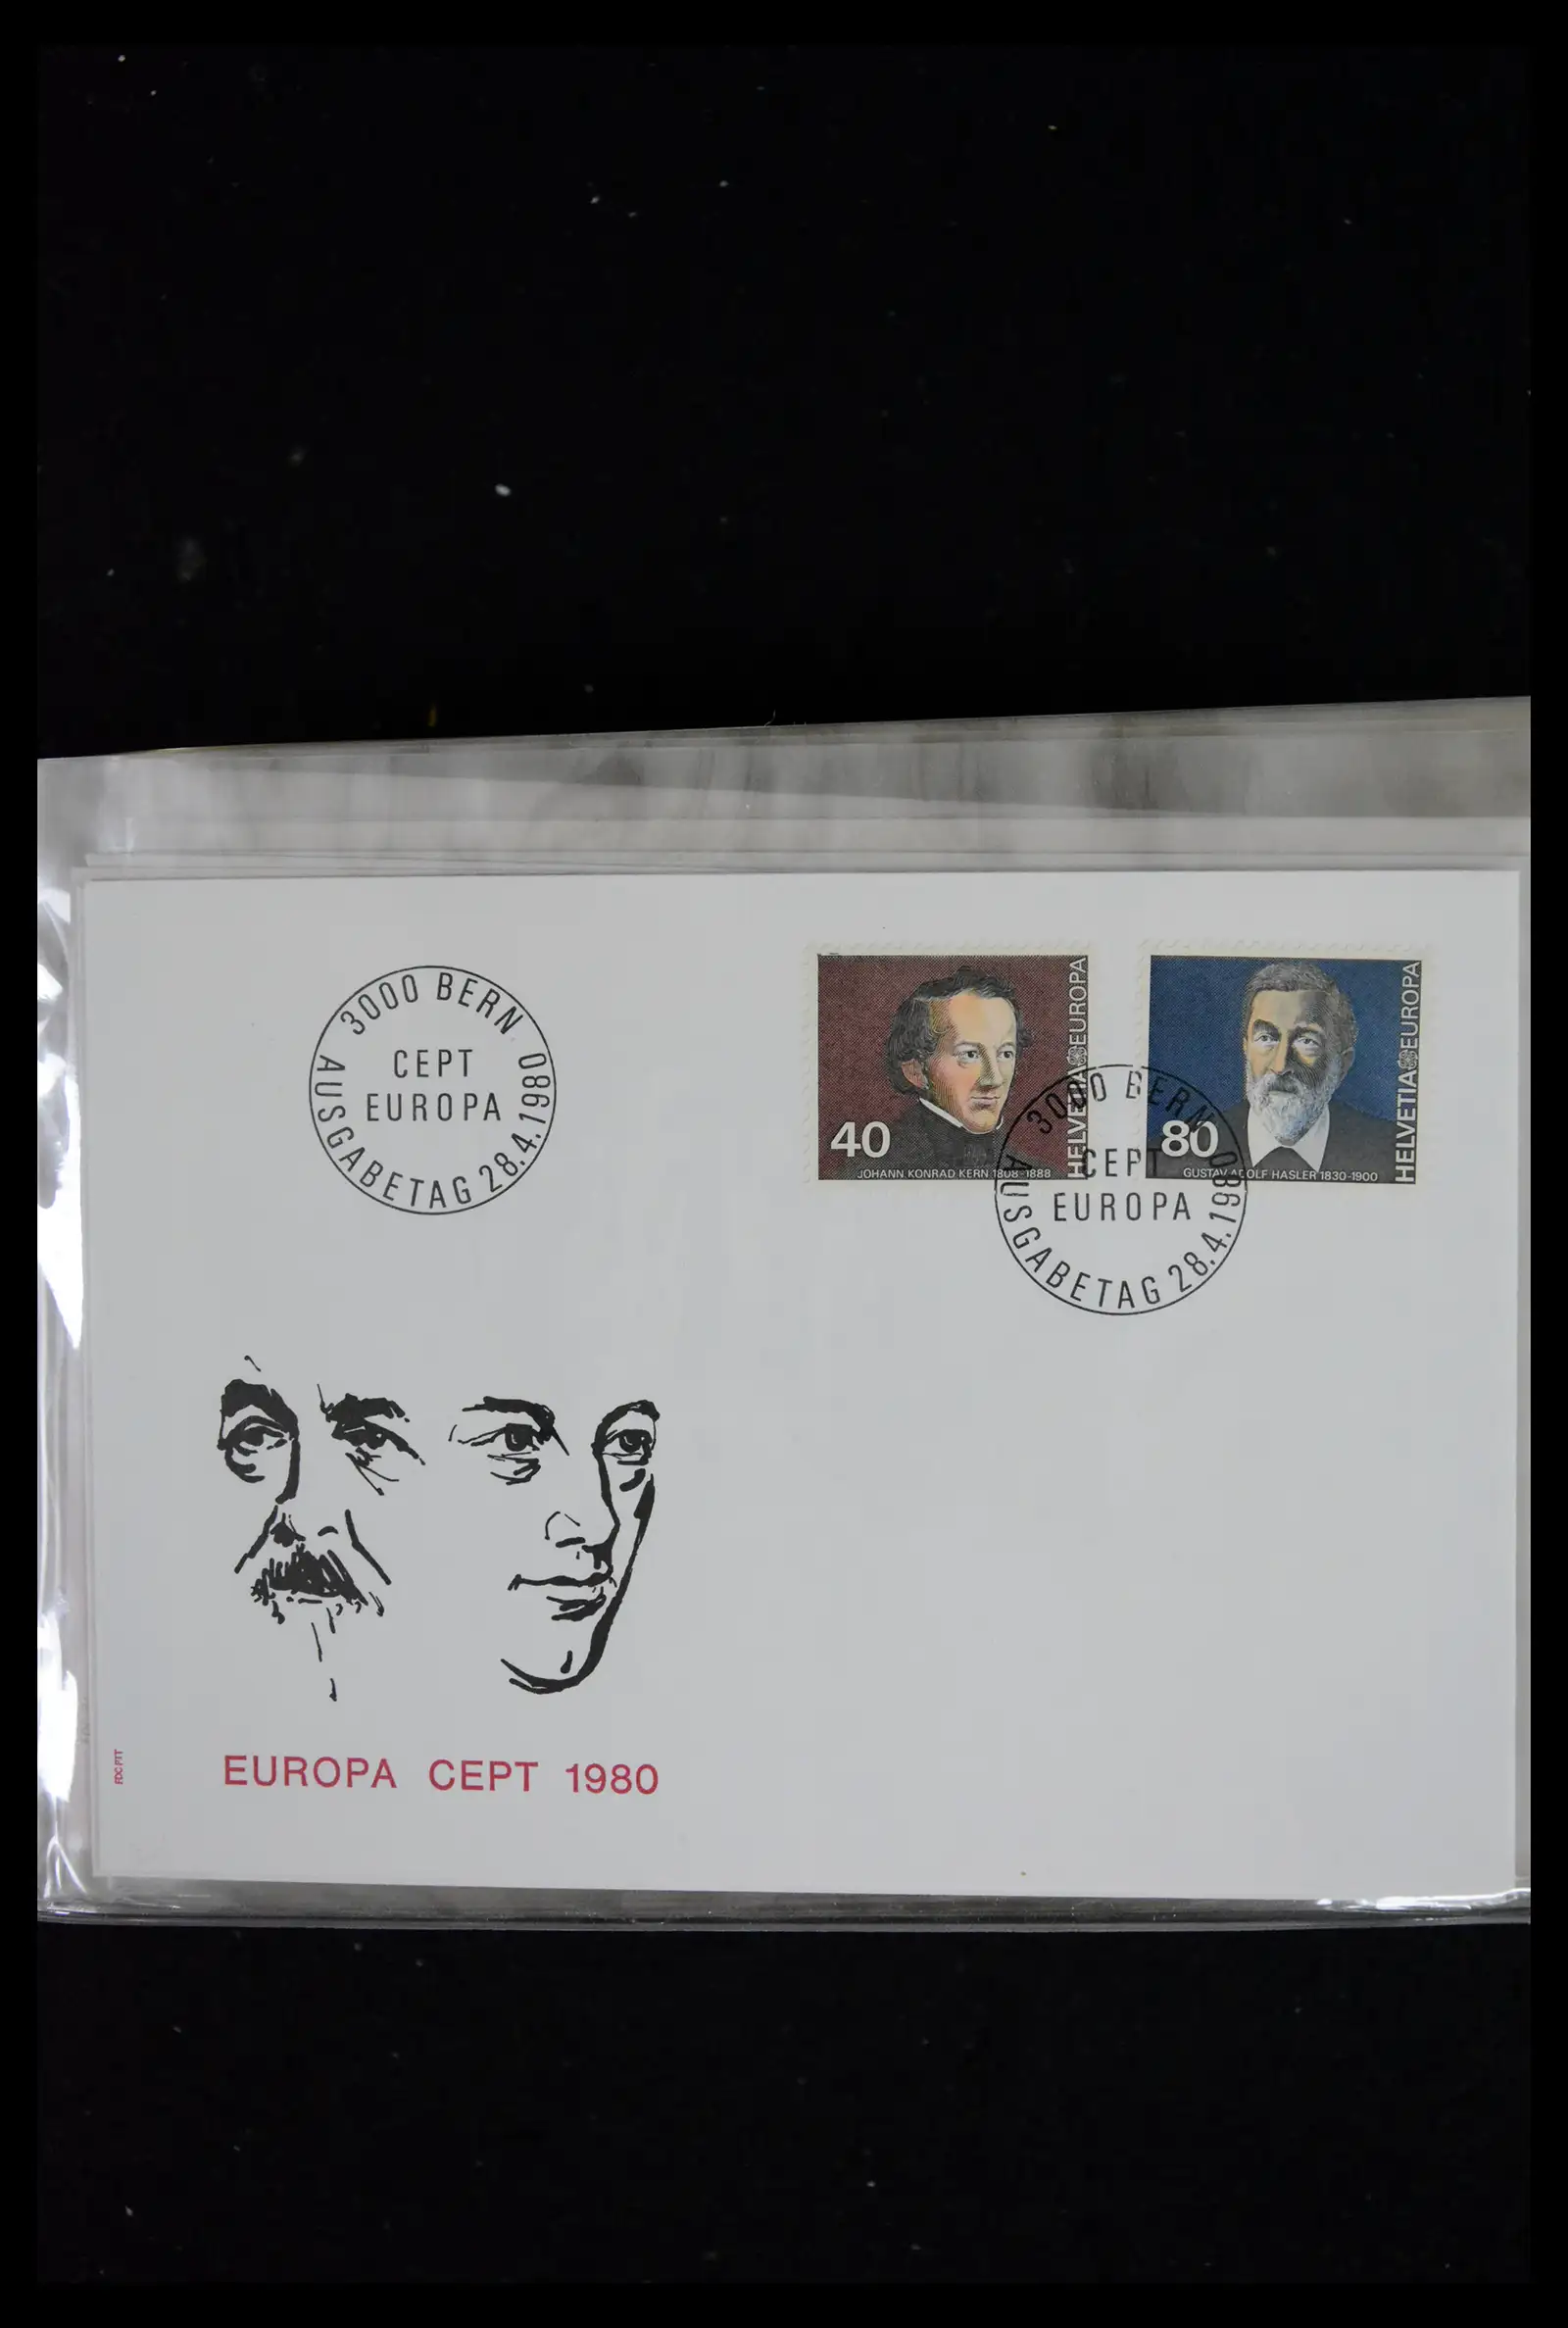 3000 BERN
CEPT
EUROPA
AUSGABETAG 28.4.1980
40
JOHANN KONRAD KERN 1808-1888
HELVETIA EUROPA
80
GUSTAV ADOLF HASLER 1830-1900
HELVETIA EUROPA
3000 BERN
CEPT
EUROPA
AUSGABETAG 28.4.1980
FDC PTT
EUROPA CEPT 1980